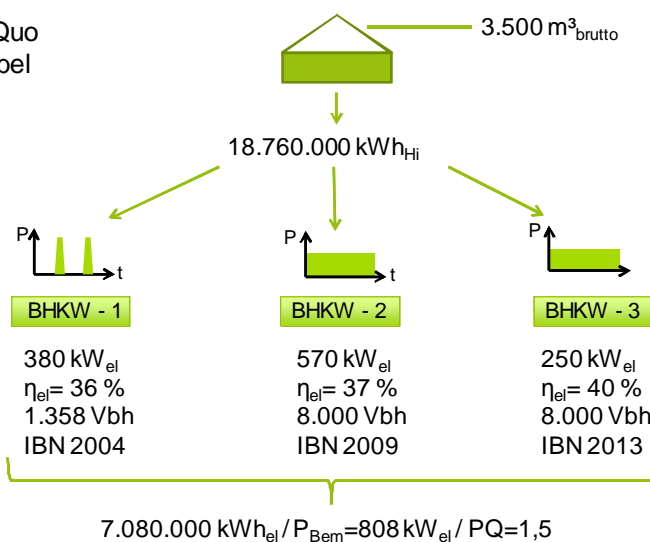 Quo
pel
3.500 m³brutto
18.760.000 kWhHi
P
t
P
t
P
BHKW - 1
BHKW - 2
BHKW - 3
380 kWel
ηel= 36 %
1.358 Vbh
IBN 2004
570 kWel
ηel= 37 %
8.000 Vbh
IBN 2009
250 kWel
ηel= 40 %
8.000 Vbh
IBN 2013
7.080.000 kWhel / PBem=808 kWel / PQ=1,5